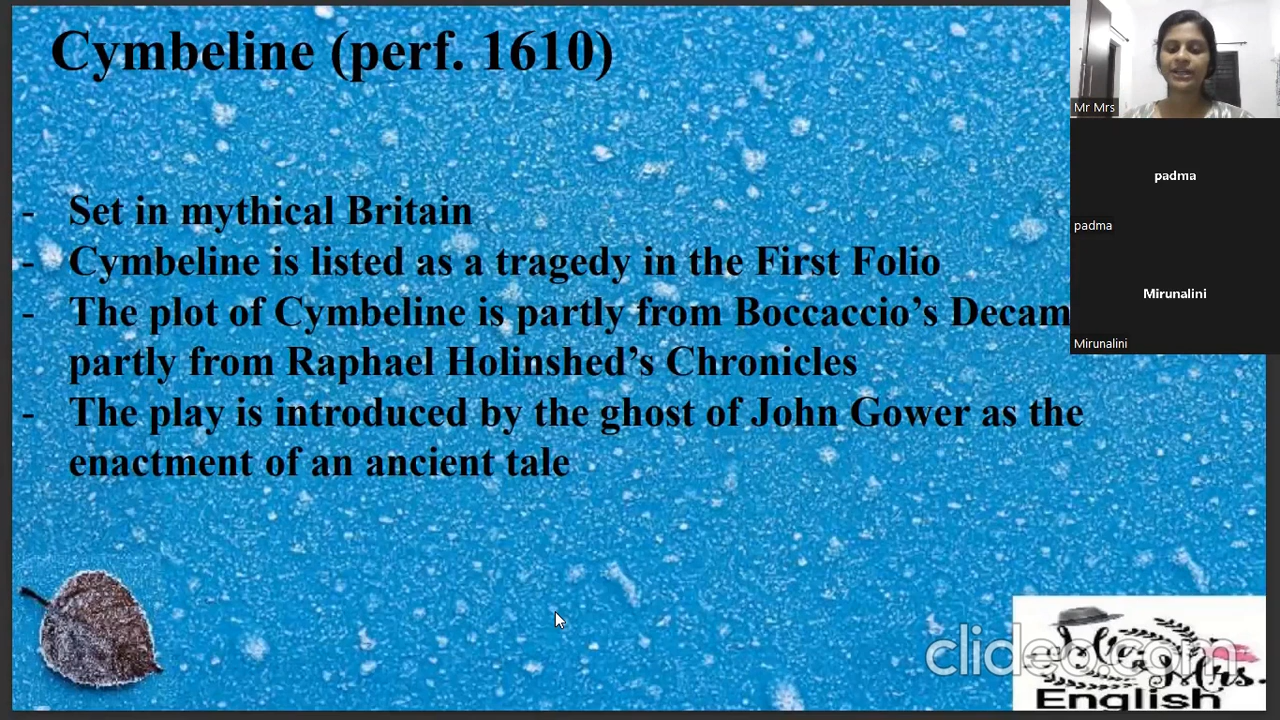 Cymbeline (perf. 1610)
- Set in mythical Britain
- Cymbeline is listed as a tragedy in the First Folio
- The plot of Cymbeline is partly from Boccaccio’s Decam
partly from Raphael Holinshed’s Chronicles
- The play is introduced by the ghost of John Gower as the
enactment of an ancient tale
Mr Mrs
padma
padma
Mirunalini
Mirunalini
clideo.com
Mrs.
English